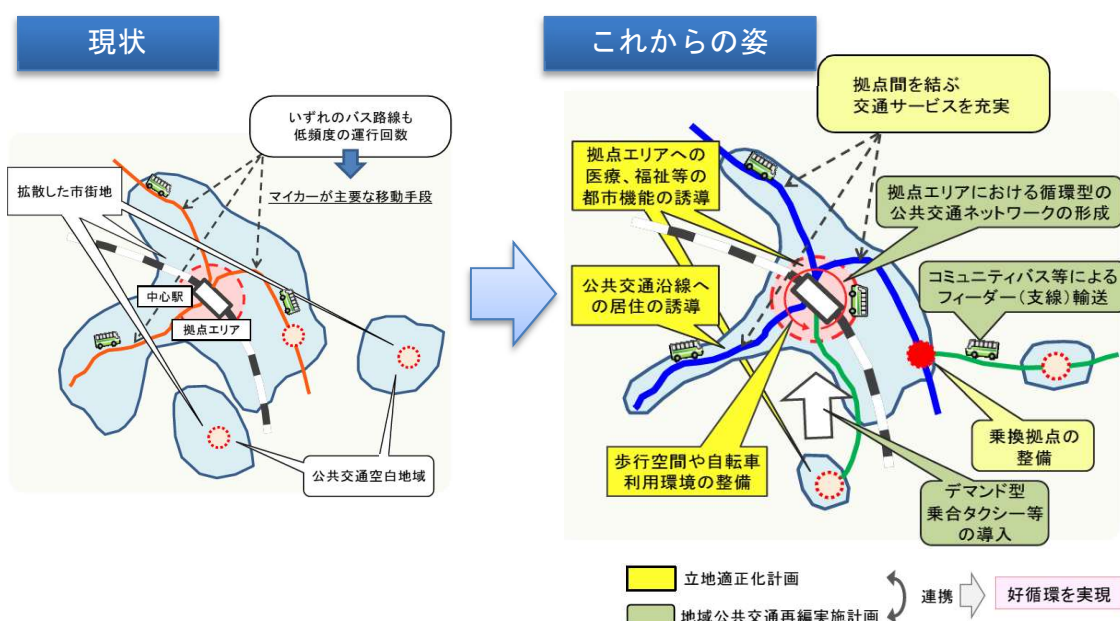 現状
いずれのバス路線も
低頻度の運行回数
マイカーが主要な移動手段
拡散した市街地
中心駅
拠点エリア
公共交通空白地域
これからの姿
拠点間を結ぶ
交通サービスを充実
拠点エリアへの
医療、福祉等の
都市機能の誘導
拠点エリアにおける循環型の
公共交通ネットワークの形成
公共交通沿線へ
の居住の誘導
コミュニティバス等による
フィーダー(支線)輸送
歩行空間や自転車
利用環境の整備
乗換拠点の
整備
デマンド型
乗合タクシー等
の導入
立地適正化計画
地域公共交通再編実施計画
連携
好循環を実現